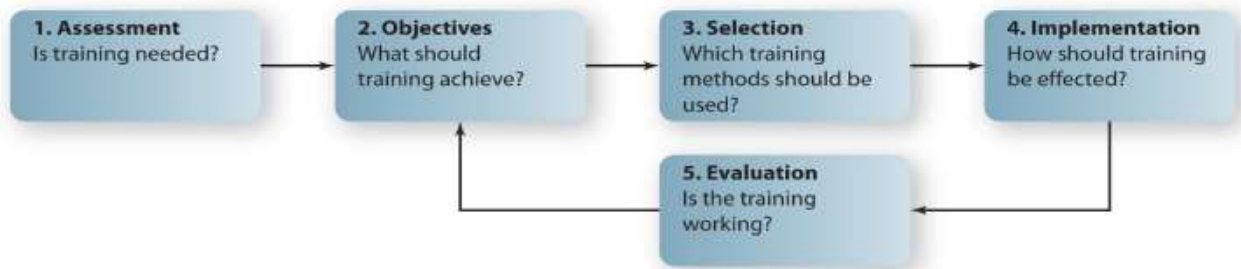 1. Assessment
Is training needed?
2. Objectives
What should
training achieve?
3. Selection
Which training
methods should be
used?
4. Implementation
How should training
be effected?
5. Evaluation
Is the training
working?